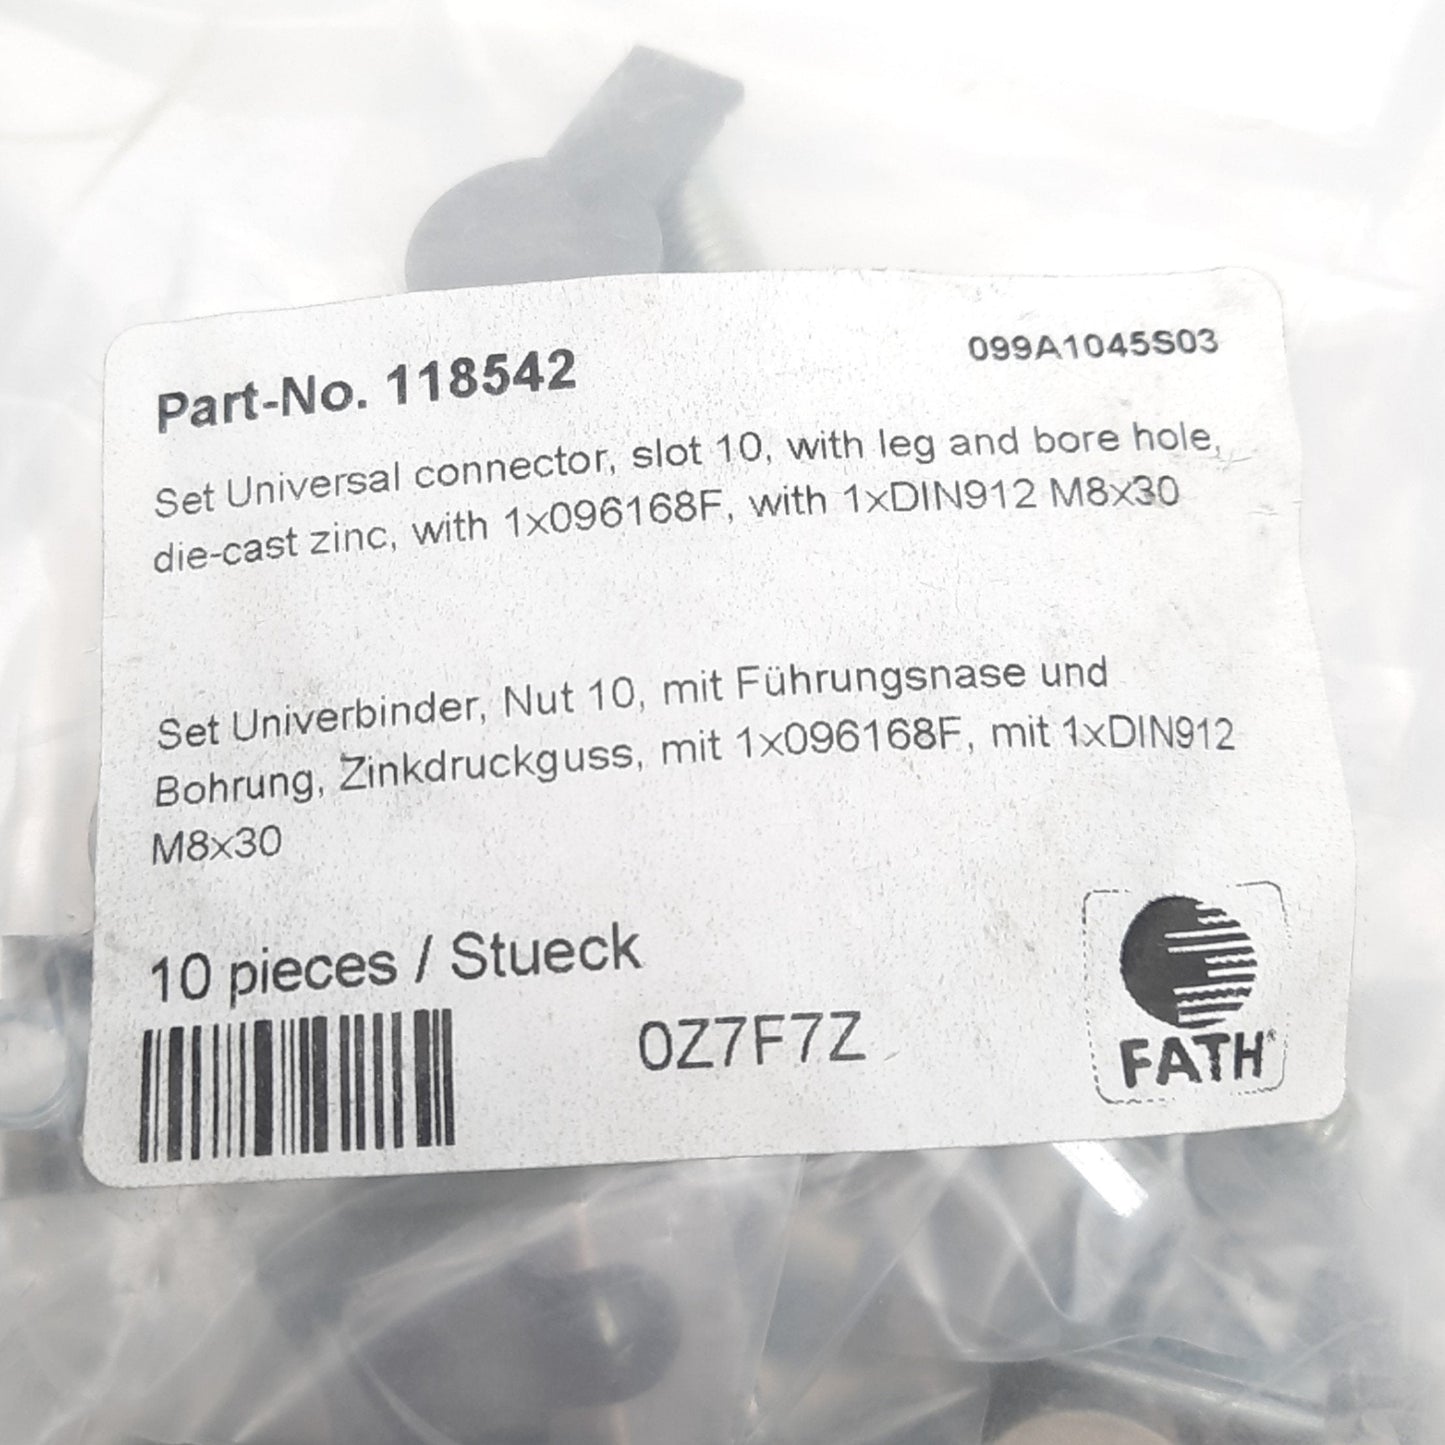 Part-No. 118542
099A1045S03
Set Universal connector, slot 10, with leg and bore hole,
die-cast zinc, with 1x096168F, with 1xDIN912 M8x30
Set Univerbinder, Nut 10, mit Führungsnase und
Bohrung, Zinkdruckguss, mit 1x096168F, mit 1xDIN912
M8x30
10 pieces / Stueck
0Z7F7Z
FATH®